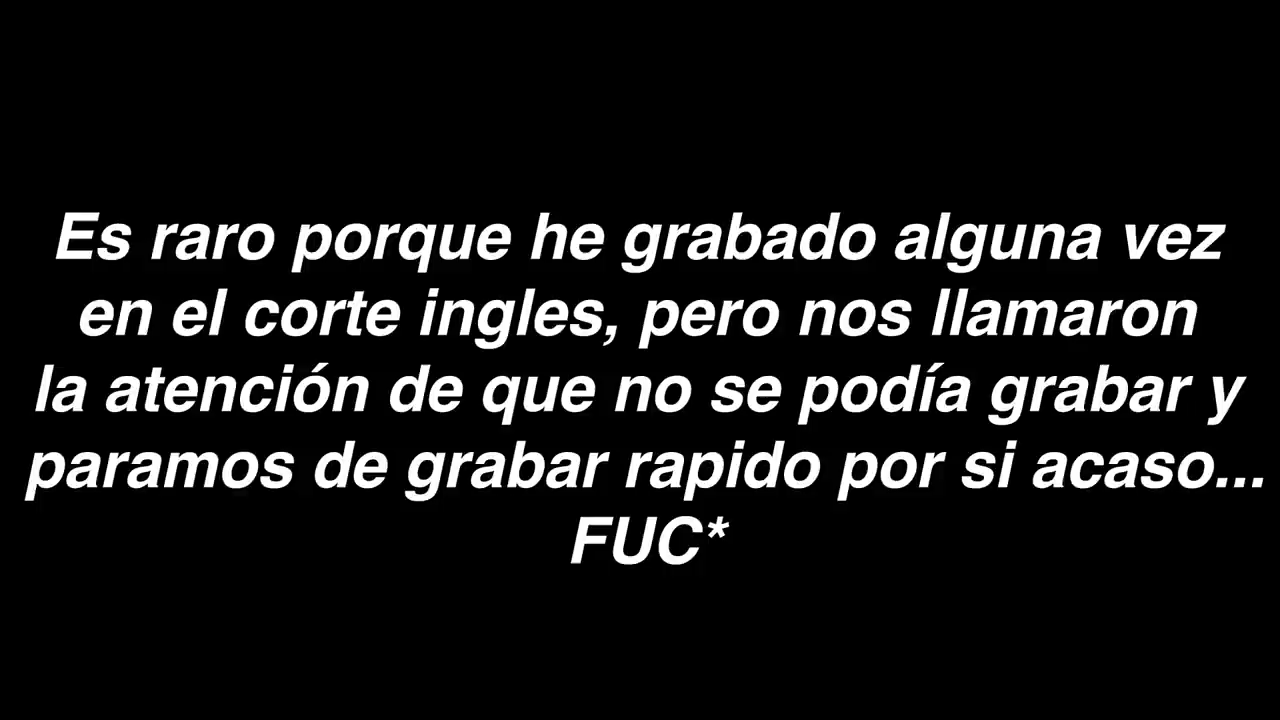 Es raro porque he grabado alguna vez
en el corte ingles, pero nos llamaron
la atención de que no se podía grabar y
paramos de grabar rapido por si acaso...
FUC*